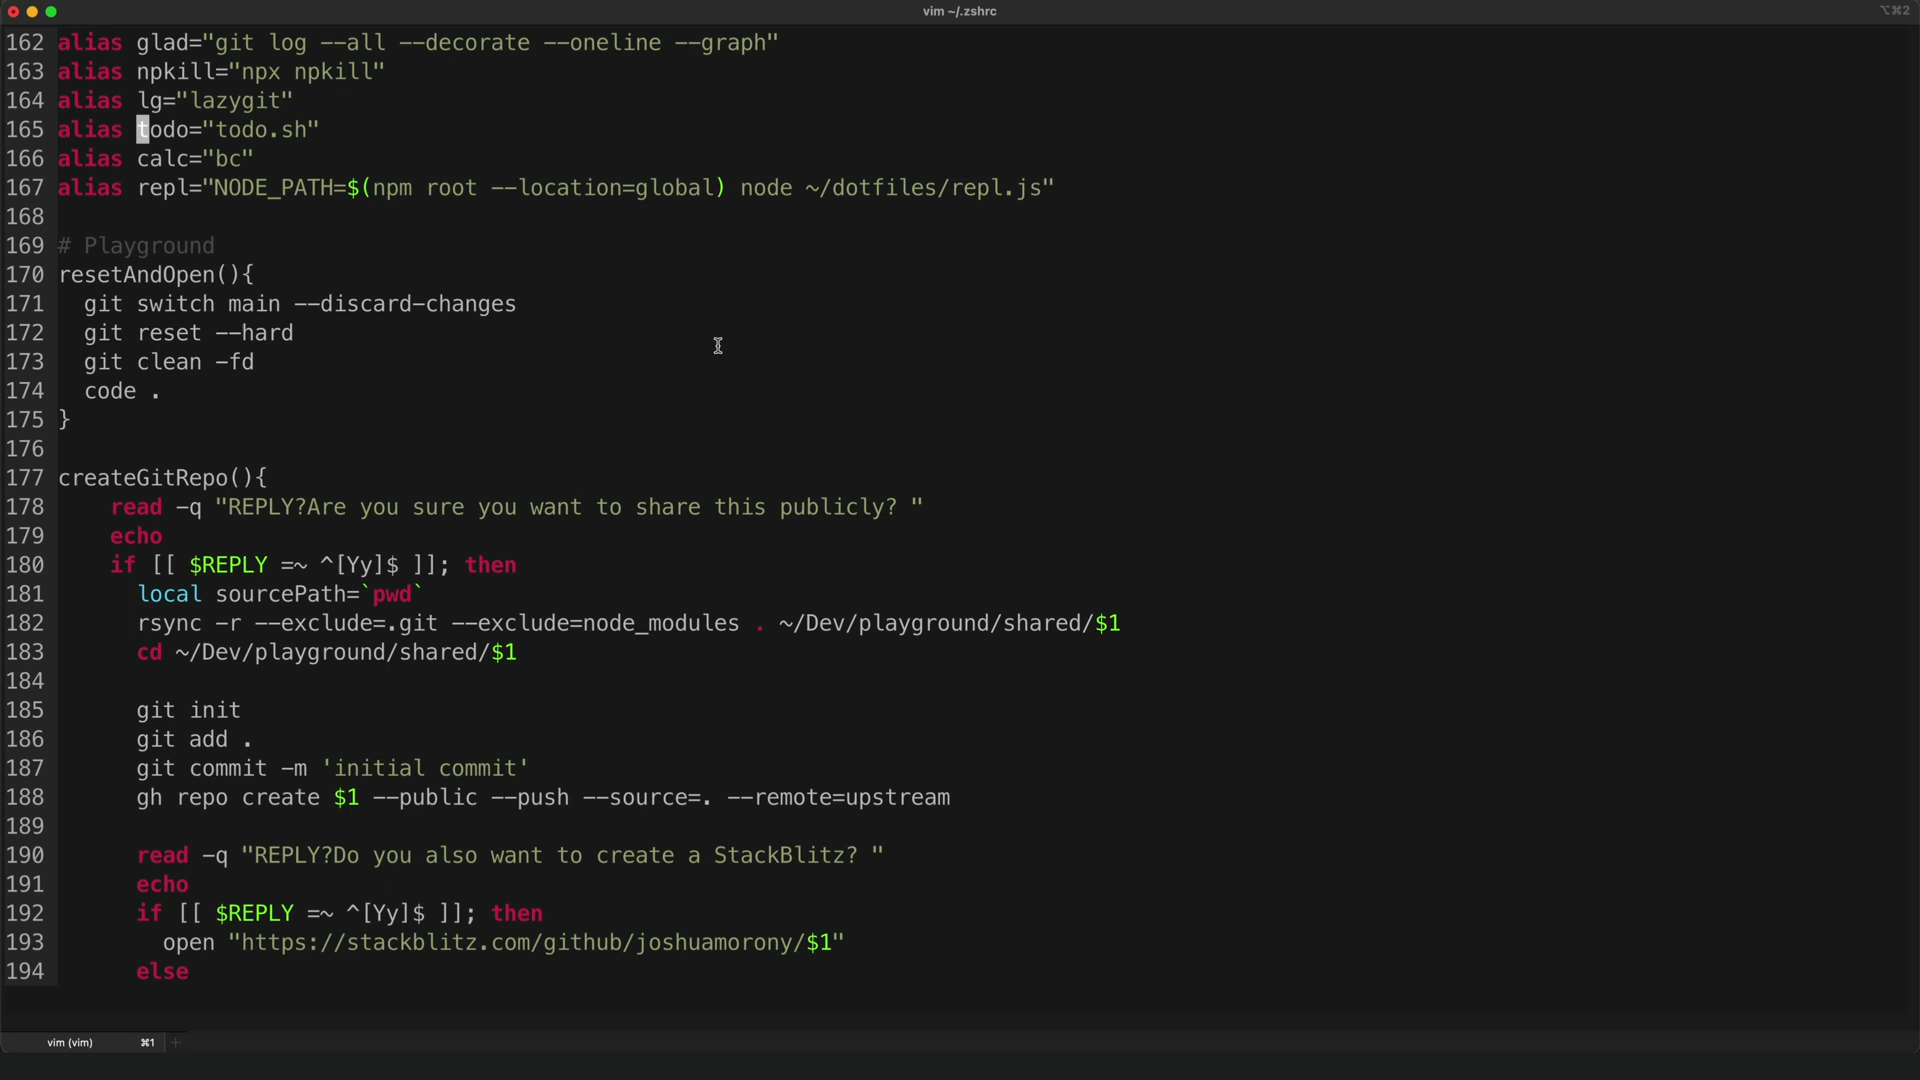 vim ~/.zshrc
⌥⌘2
162 alias glad="git log --all --decorate --oneline --graph"
163 alias npkill="npx npkill"
164 alias lg="lazygit"
165 alias todo="todo.sh"
166 alias calc="bc"
167 alias repl="NODE_PATH=$(npm root --location=global) node ~/dotfiles/repl.js"
168
169 # Playground
170 resetAndOpen(){
171   git switch main --discard-changes
172   git reset --hard
173   git clean -fd
174   code .
175 }
176
177 createGitRepo(){
178     read -q "REPLY?Are you sure you want to share this publicly? "
179     echo
180     if [[ $REPLY =~ ^[Yy]$ ]]; then
181       local sourcePath=`pwd`
182       rsync -r --exclude=.git --exclude=node_modules . ~/Dev/playground/shared/$1
183       cd ~/Dev/playground/shared/$1
184
185       git init
186       git add .
187       git commit -m 'initial commit'
188       gh repo create $1 --public --push --source=. --remote=upstream
189
190       read -q "REPLY?Do you also want to create a StackBlitz? "
191       echo
192       if [[ $REPLY =~ ^[Yy]$ ]]; then
193         open "https://stackblitz.com/github/joshuamorony/$1"
194       else
vim (vim) ⌘1 +